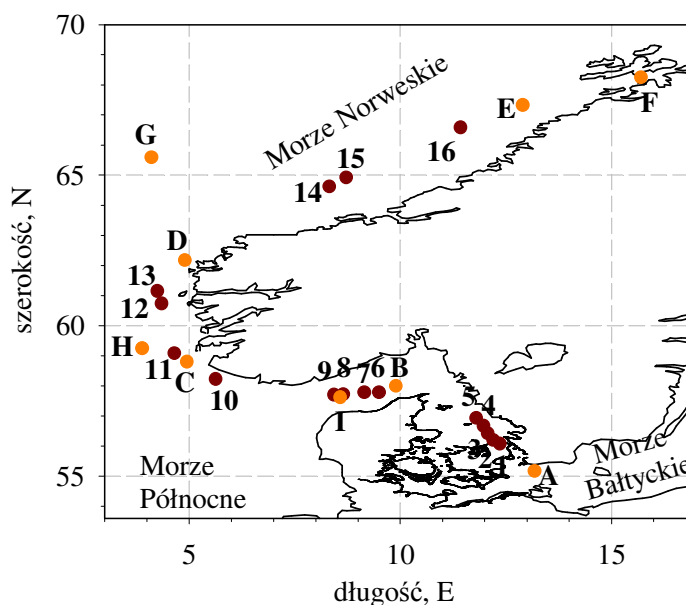 70
Morze Norweskie
E
F
G
16
15
14
65
D
13
12
60
H
11
C
10
9
8
7
6
B
I
5
4
3
2
1
A
55
Morze
Północne
Morze
Bałtyckie
5
10
15
szerokość, N
długość, E